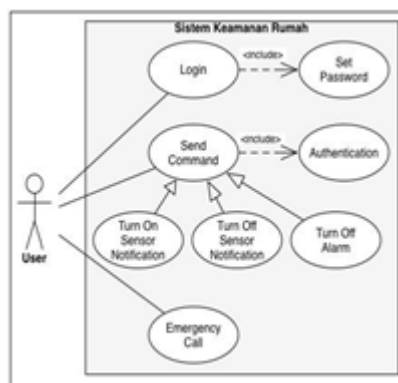 Sistem Keamanan Rumah
Login
<include>
Set
Password
Send
Command
<include>
Authentication
Turn On
Sensor
Notification
Turn Off
Sensor
Notification
Turn Off
Alarm
User
Emergency
Call